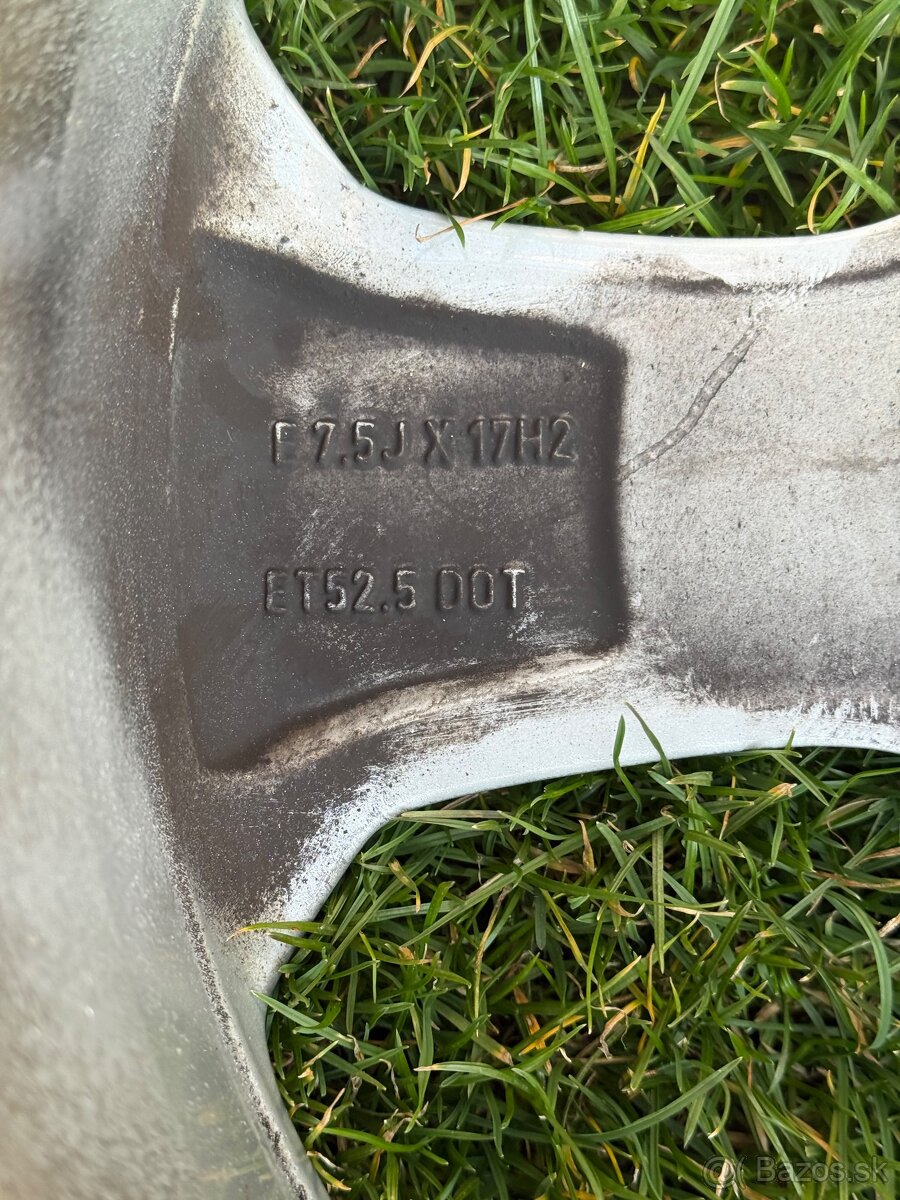 E 7.5J X 17H2
ET52.5 DOT
Bazos.sk